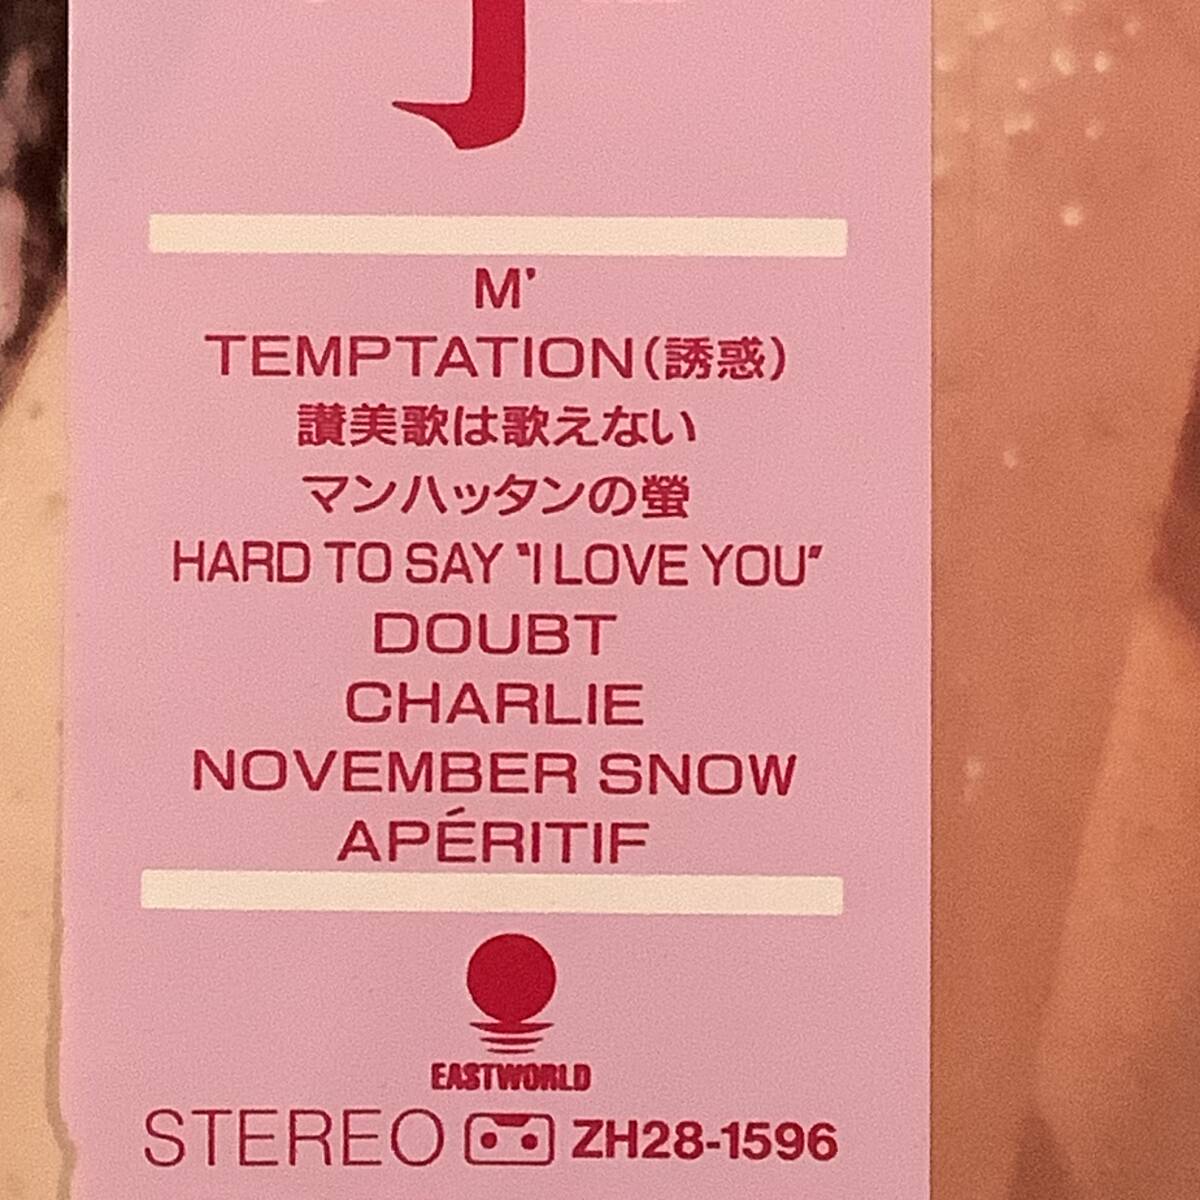 M'
TEMPTATION(誘惑)
讃美歌は歌えない
マンハッタンの螢
HARD TO SAY "I LOVE YOU"
DOUBT
CHARLIE
NOVEMBER SNOW
APÉRITIF
EASTWORLD
STEREO ZH28-1596